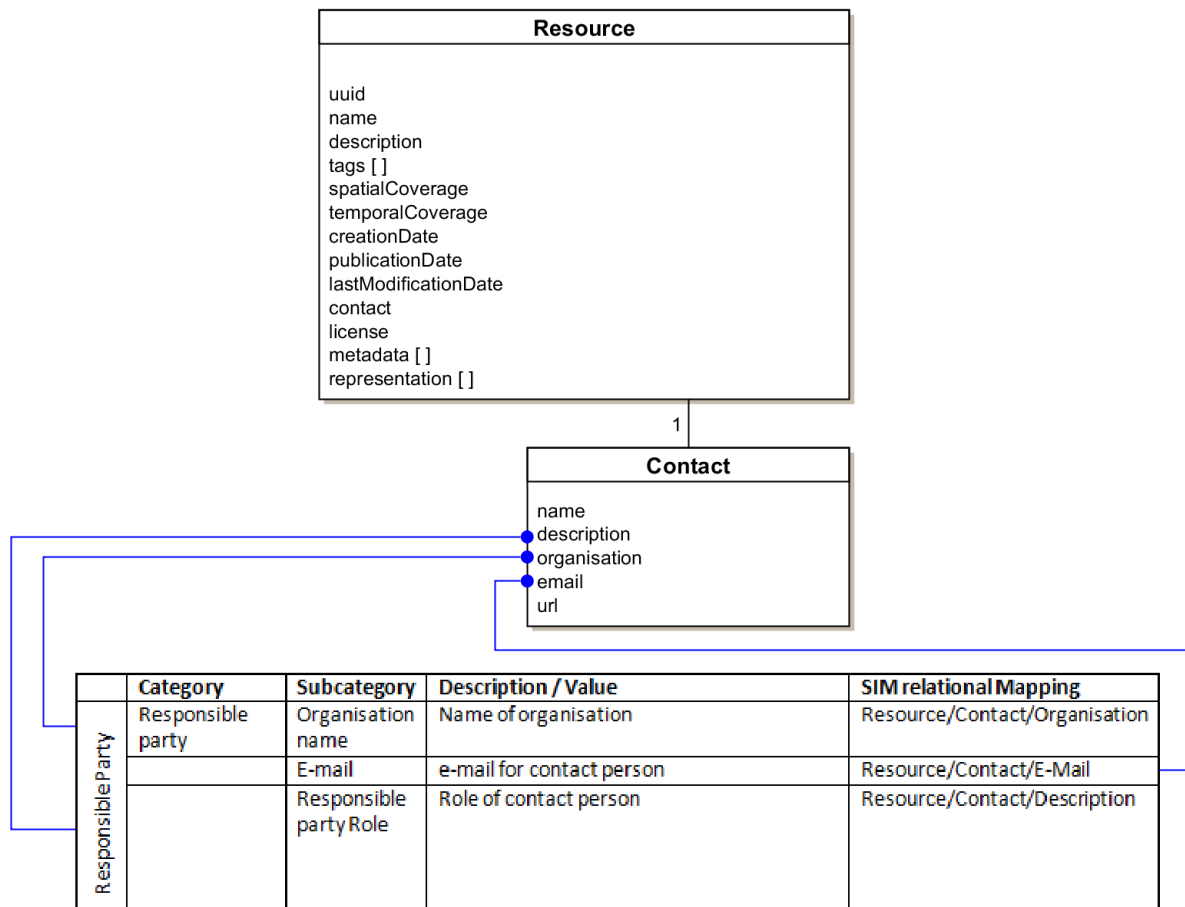 Resource
uuid
name
description
tags [ ]
spatialCoverage
temporalCoverage
creationDate
publicationDate
lastModificationDate
contact
license
metadata [ ]
representation [ ]
1
Contact
name
description
organisation
email
url
Category Subcategory Description / Value SIM relational Mapping
Responsible Organisation Name of organisation Resource/Contact/Organisation
party name
E-mail e-mail for contact person Resource/Contact/E-Mail
Responsible Role of contact person Resource/Contact/Description
party Role
Responsible Party